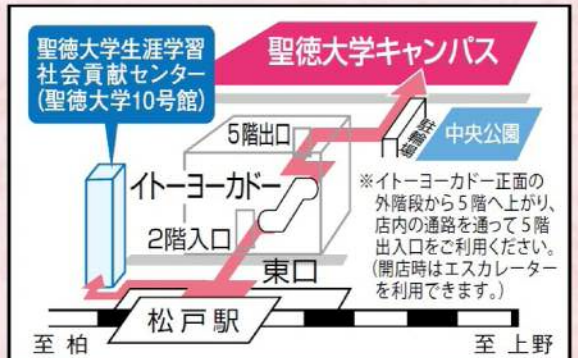 聖徳大学生涯学習
社会貢献センター
(聖徳大学10号館)
聖徳大学キャンパス
5階出口
駐輪場
中央公園
イトーヨーカドー
2階入口
※イトーヨーカドー正面の
外階段から5階へ上がり、
店内の通路を通って5階
出入口をご利用ください。
(開店時はエスカレーター
を利用できます。)
東口
松戸駅
至 柏
至 上野